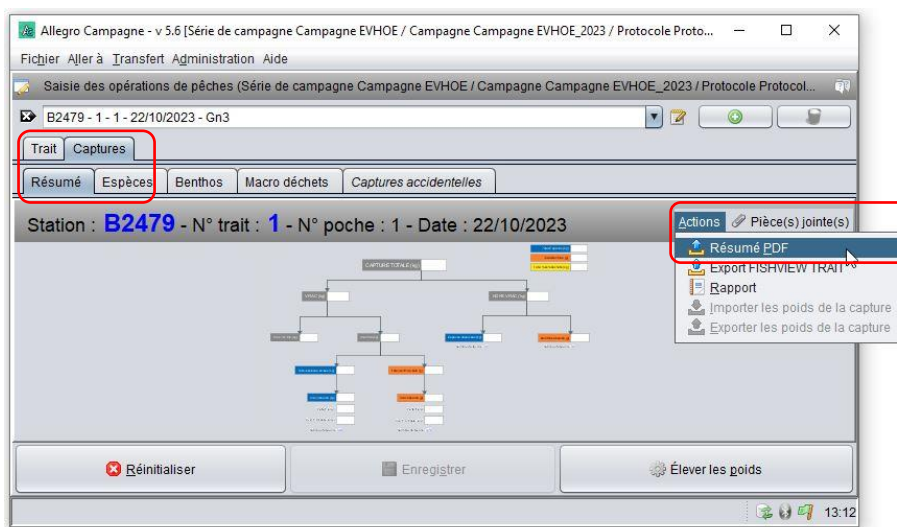 Allegro Campagne - v 5.6 [Série de campagne Campagne EVHOE / Campagne Campagne EVHOE_2023 / Protocole Proto...
Fichier Aller à Transfert Administration Aide
Saisie des opérations de pêches (Série de campagne Campagne EVHOE / Campagne Campagne EVHOE_2023 / Protocole Protocol...
B2479 - 1 - 1 - 22/10/2023 - Gn3
Trait Captures
Résumé Espèces Benthos Macro déchets Captures accidentelles
Station : B2479 - N° trait : 1 - N° poche : 1 - Date : 22/10/2023
Actions Pièce(s) jointe(s)
Résumé PDF
Export FISHVIEW TRAIT
Rapport
Importer les poids de la capture
Exporter les poids de la capture
CAPTURE TOTALE (kg)
Réinitialiser Enregistrer Élever les poids
13:12